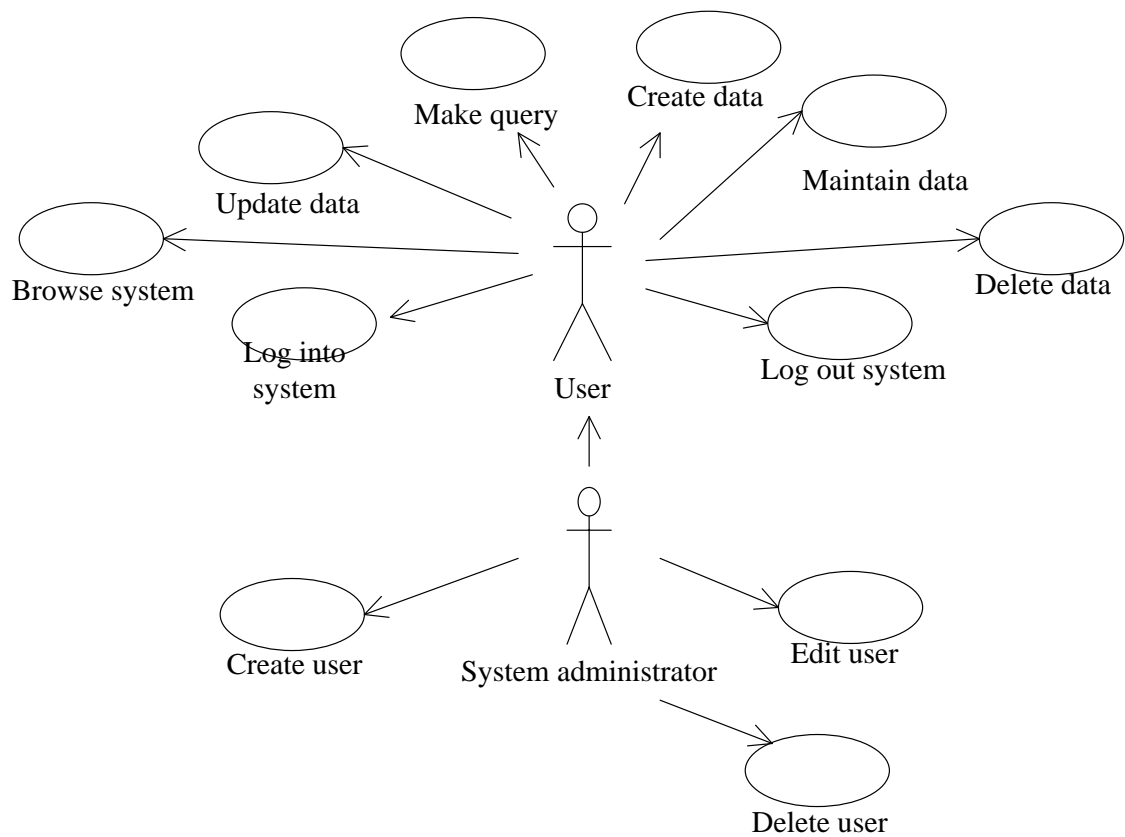 Create data
Make query
Maintain data
Update data
Browse system
Delete data
Log into
system
Log out system
User
Create user
System administrator
Edit user
Delete user